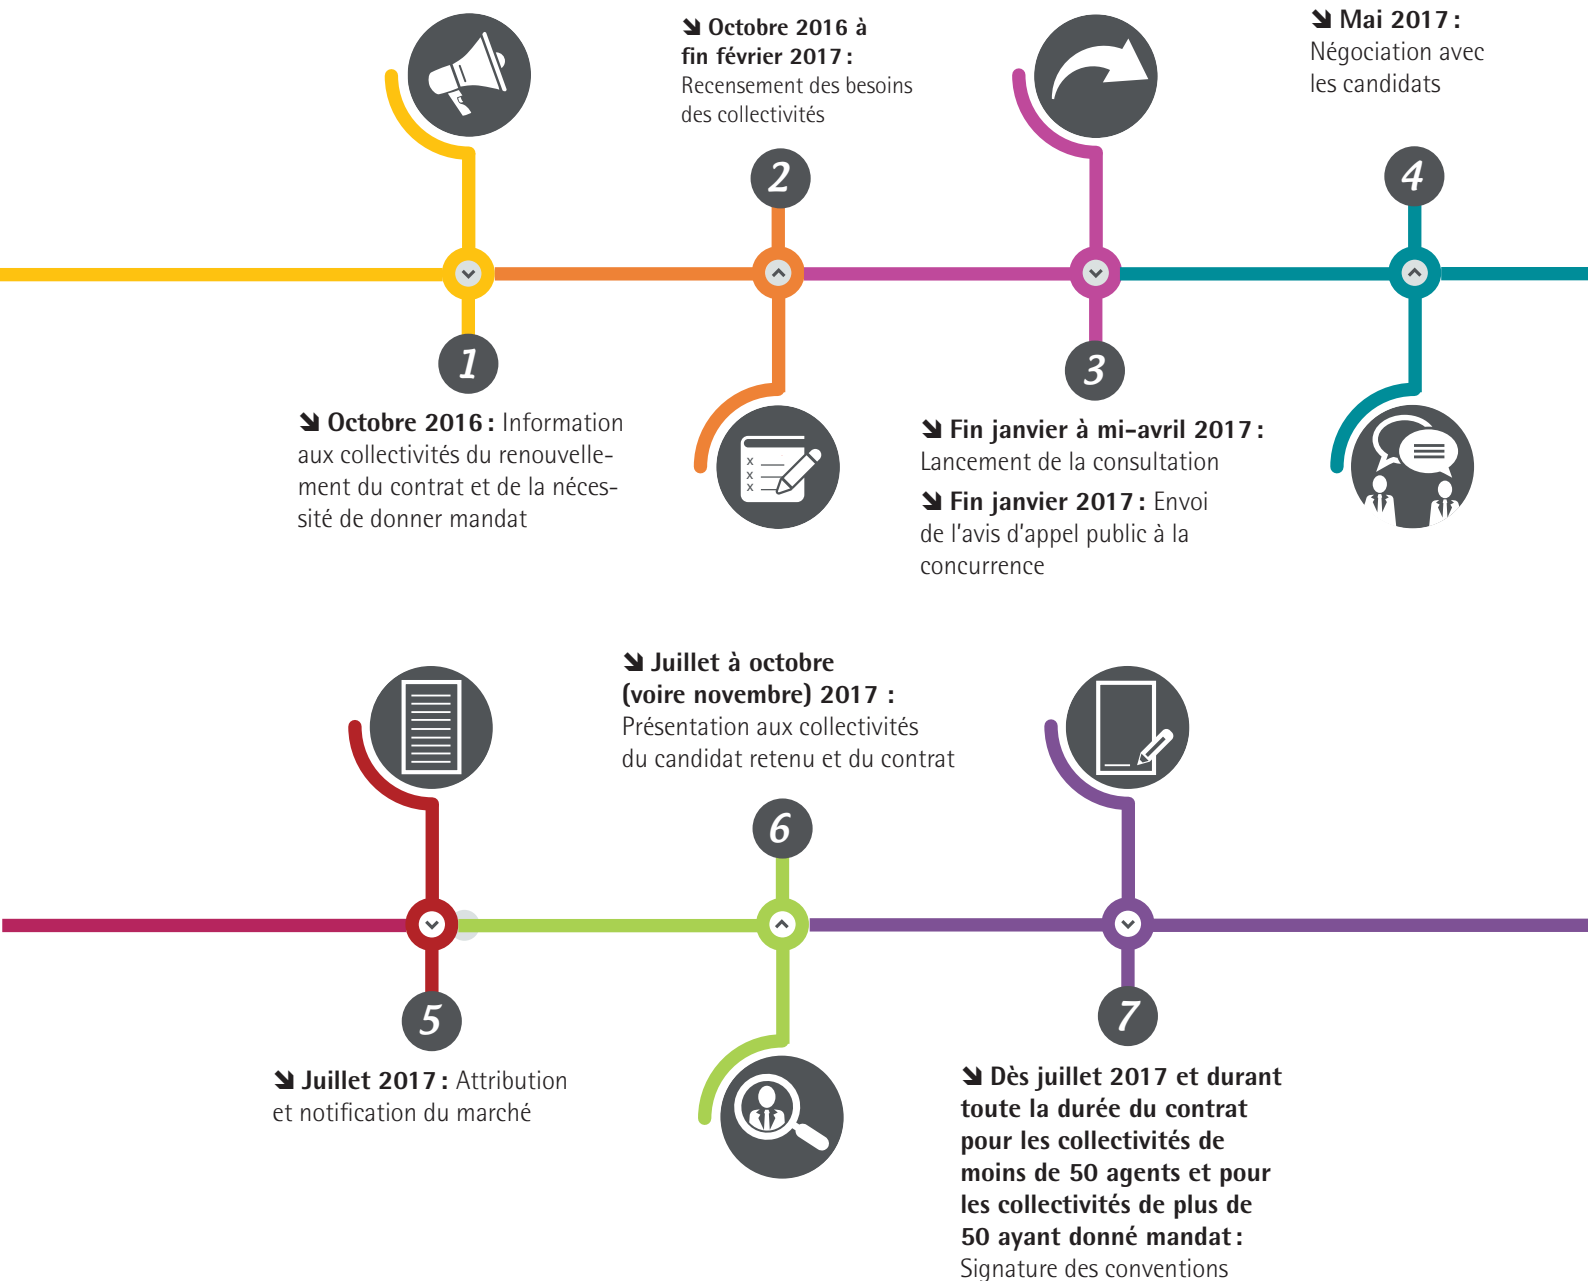 1
➘ Octobre 2016 : Information
aux collectivités du renouvelle-
ment du contrat et de la néces-
sité de donner mandat
➘ Octobre 2016 à
fin février 2017 :
Recensement des besoins
des collectivités
2
x
x
x
3
➘ Fin janvier à mi-avril 2017 :
Lancement de la consultation
➘ Fin janvier 2017 : Envoi
de l'avis d'appel public à la
concurrence
➘ Mai 2017 :
Négociation avec
les candidats
4
5
➘ Juillet 2017 : Attribution
et notification du marché
➘ Juillet à octobre
(voire novembre) 2017 :
Présentation aux collectivités
du candidat retenu et du contrat
6
7
➘ Dès juillet 2017 et durant
toute la durée du contrat
pour les collectivités de
moins de 50 agents et pour
les collectivités de plus de
50 ayant donné mandat :
Signature des conventions